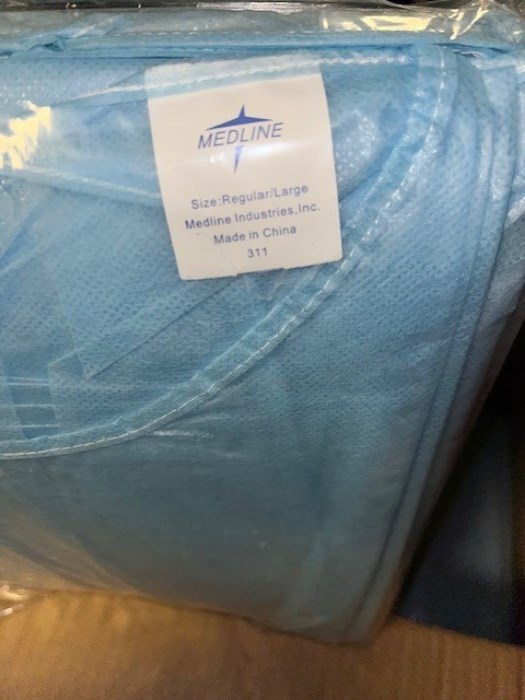 MEDLINE
Size:Regular/Large
Medline Industries,Inc.
Made in China
311